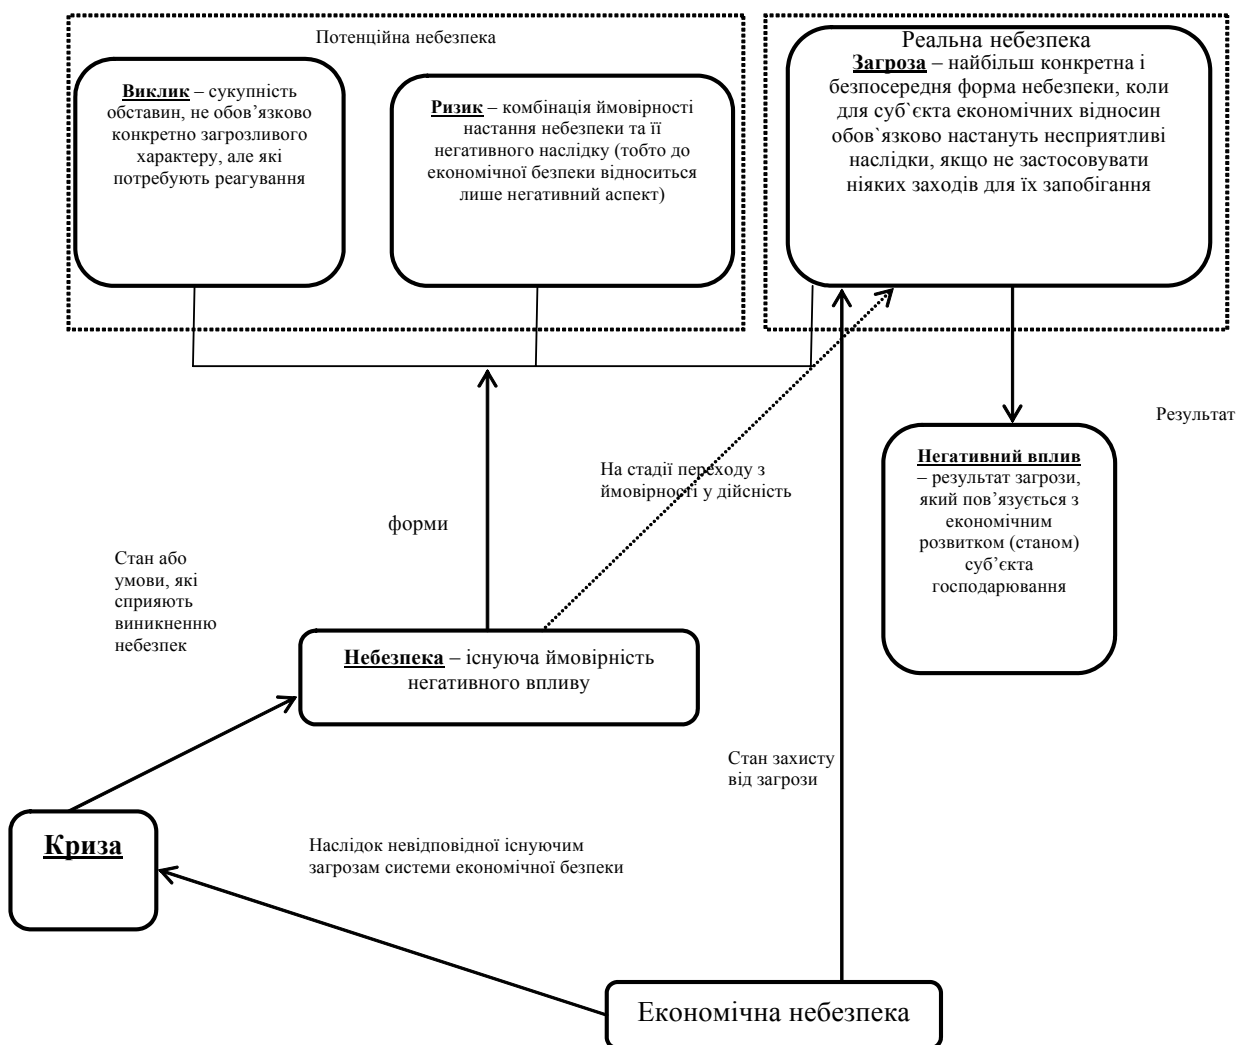 Потенційна небезпека
Виклик – сукупність
обставин, не обов’язково
конкретно загрозливого
характеру, але які
потребують реагування
Ризик – комбінація ймовірності
настання небезпеки та її
негативного наслідку (тобто до
економічної безпеки відноситься
лише негативний аспект)
Реальна небезпека
Загроза – найбільш конкретна і
безпосередня форма небезпеки, коли
для суб`єкта економічних відносин
обов`язково настануть несприятливі
наслідки, якщо не застосовувати
ніяких заходів для їх запобігання
Результат
Негативний вплив
– результат загрози,
який пов’язується з
економічним
розвитком (станом)
суб’єкта
господарювання
На стадії переходу з
ймовірності у дійсність
форми
Стан або
умови, які
сприяють
виникненню
небезпек
Небезпека – існуюча ймовірність
негативного впливу
Стан захисту
від загрози
Криза
Наслідок невідповідної існуючим
загрозам системи економічної безпеки
Економічна небезпека